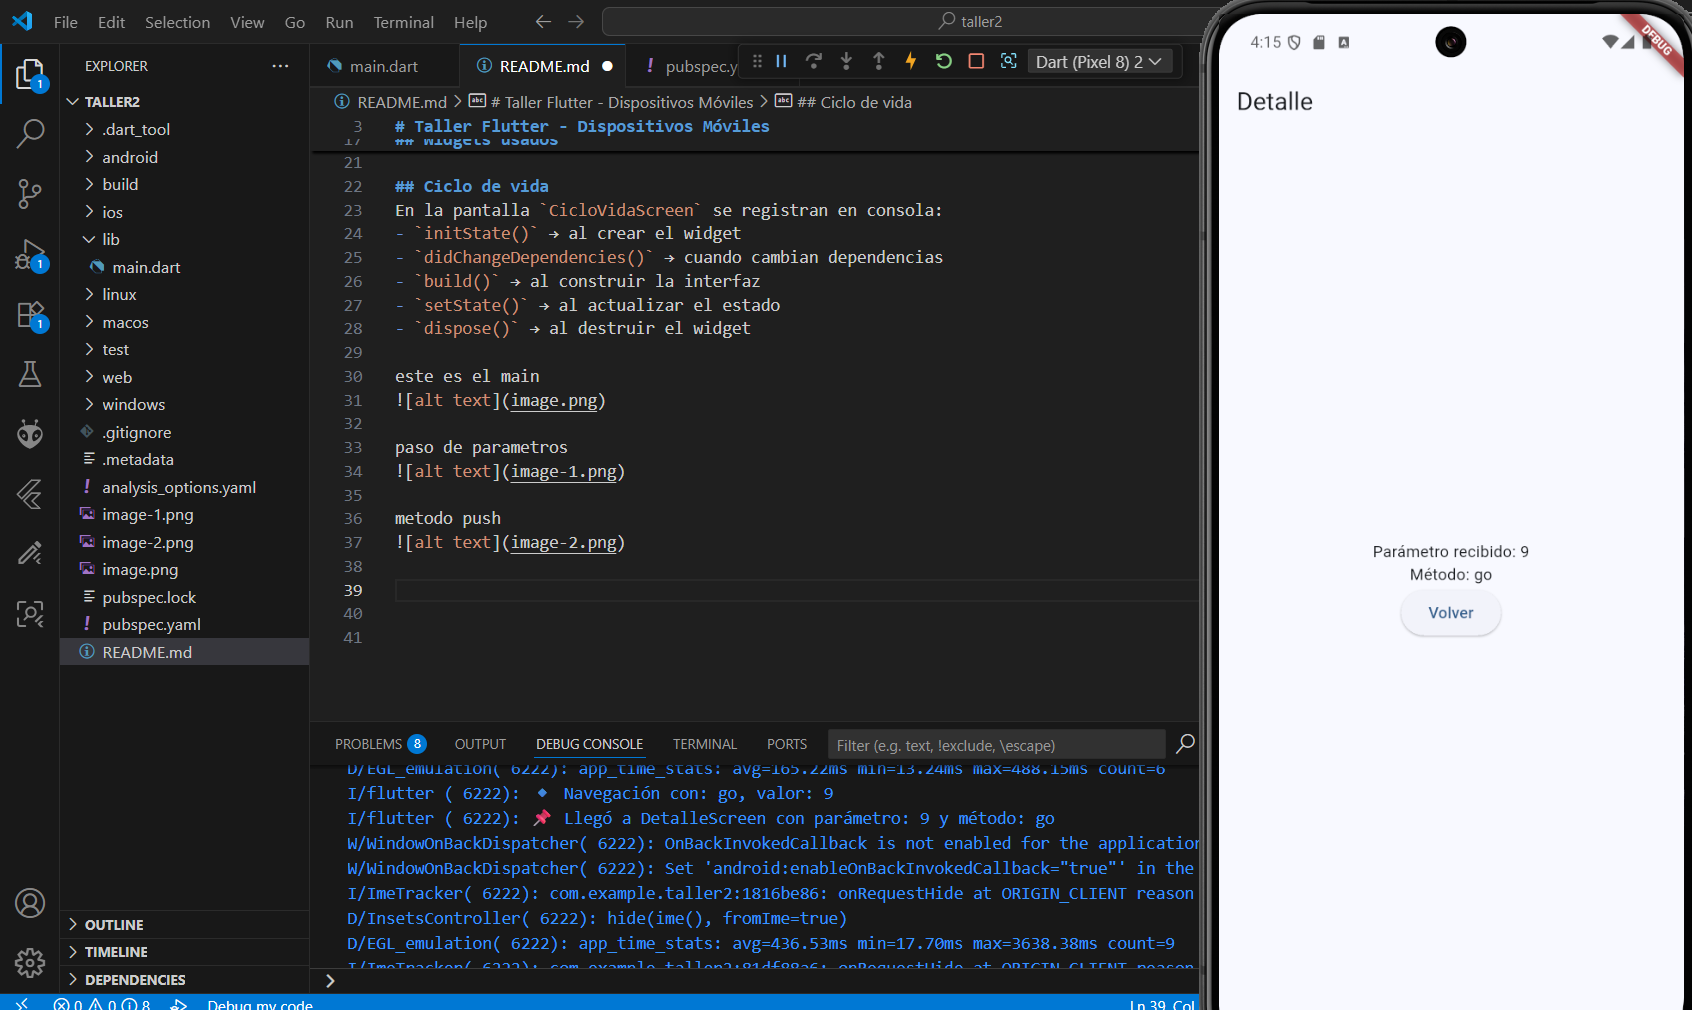 File Edit Selection View Go Run Terminal Help
taller2
EXPLORER
TALLER2
.dart_tool
android
build
ios
lib
main.dart
linux
macos
test
web
windows
.gitignore
.metadata
analysis_options.yaml
image-1.png
image-2.png
image.png
pubspec.lock
pubspec.yaml
README.md
OUTLINE
TIMELINE
DEPENDENCIES
main.dart
README.md
pubspec.y
Dart (Pixel 8) 2
README.md > # Taller Flutter - Dispositivos Móviles > ## Ciclo de vida
3 # Taller Flutter - Dispositivos Móviles
17 ## Widgets usados
21
22 ## Ciclo de vida
23 En la pantalla `CicloVidaScreen` se registran en consola:
24 - `initState()` → al crear el widget
25 - `didChangeDependencies()` → cuando cambian dependencias
26 - `build()` → al construir la interfaz
27 - `setState()` → al actualizar el estado
28 - `dispose()` → al destruir el widget
29
30 este es el main
31 ![alt text](image.png)
32
33 paso de parametros
34 ![alt text](image-1.png)
35
36 metodo push
37 ![alt text](image-2.png)
38
39
40
41
PROBLEMS 8 OUTPUT DEBUG CONSOLE TERMINAL PORTS
Filter (e.g. text, !exclude, \escape)
D/EGL_emulation( 6222): app_time_stats: avg=165.22ms min=13.24ms max=488.15ms count=6
I/flutter ( 6222): 🔹 Navegación con: go, valor: 9
I/flutter ( 6222): 📌 Llegó a DetalleScreen con parámetro: 9 y método: go
W/WindowOnBackDispatcher( 6222): OnBackInvokedCallback is not enabled for the application
W/WindowOnBackDispatcher( 6222): Set 'android:enableOnBackInvokedCallback="true"' in the
I/ImeTracker( 6222): com.example.taller2:1816be86: onRequestHide at ORIGIN_CLIENT reason
D/InsetsController( 6222): hide(ime(), fromIme=true)
D/EGL_emulation( 6222): app_time_stats: avg=436.53ms min=17.70ms max=3638.38ms count=9
I/ImeTracker( 6222): com.example.taller2:81df88a6: onRequestHide at ORIGIN_CLIENT reason
0 0 8 Debug my code
Ln 39, Col
4:15
DEBUG
Detalle
Parámetro recibido: 9
Método: go
Volver
1
1
1